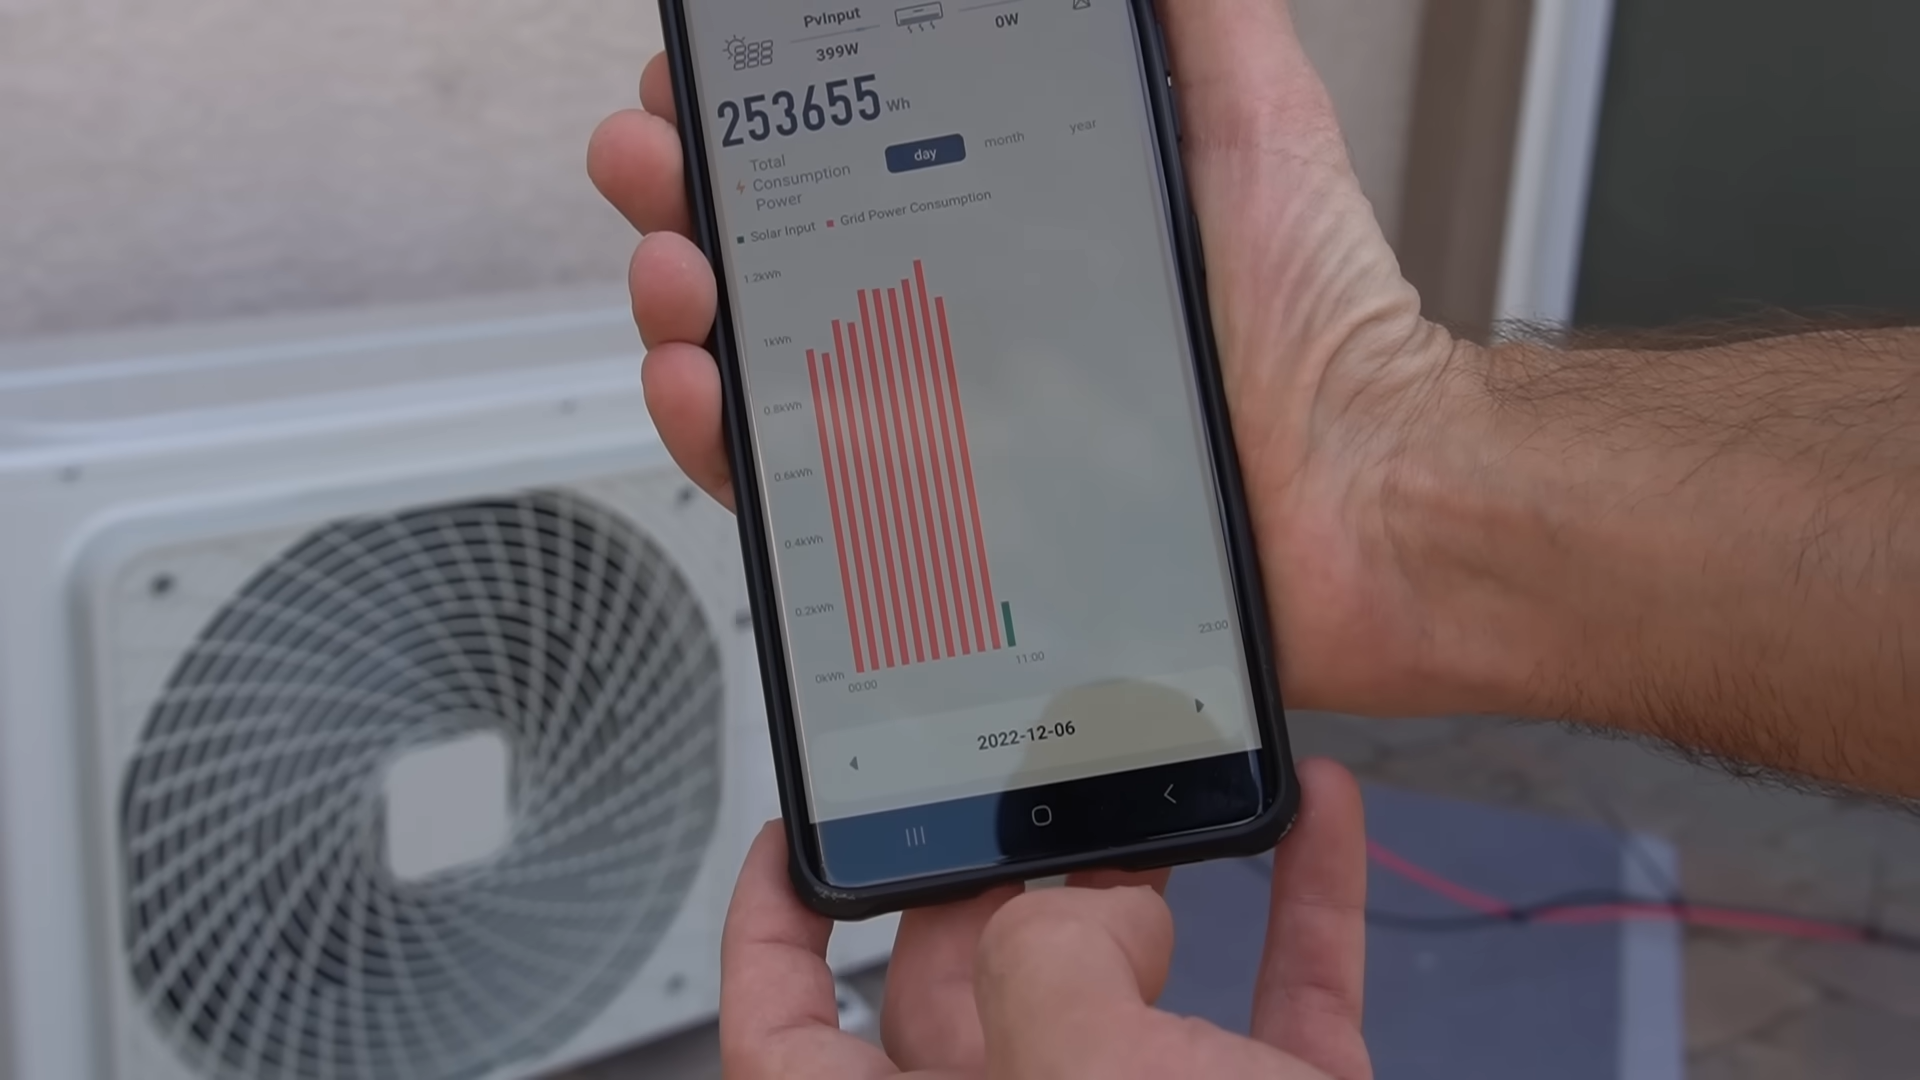 PvInput
399W
0W
253655 Wh
Total
Consumption
Power
day
month
year
Solar Input
Grid Power Consumption
1.2kWh
1kWh
0.8kWh
0.6kWh
0.4kWh
0.2kWh
0kWh
00:00
11:00
23:00
2022-12-06